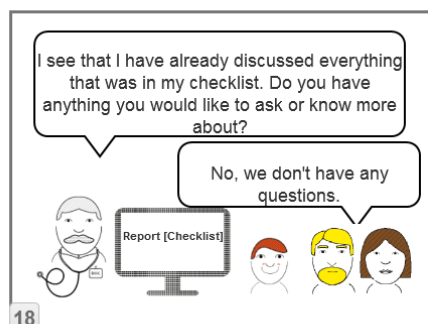 I see that I have already discussed everything
that was in my checklist. Do you have
anything you would like to ask or know more
about?
No, we don't have any
questions.
Report [Checklist]
18